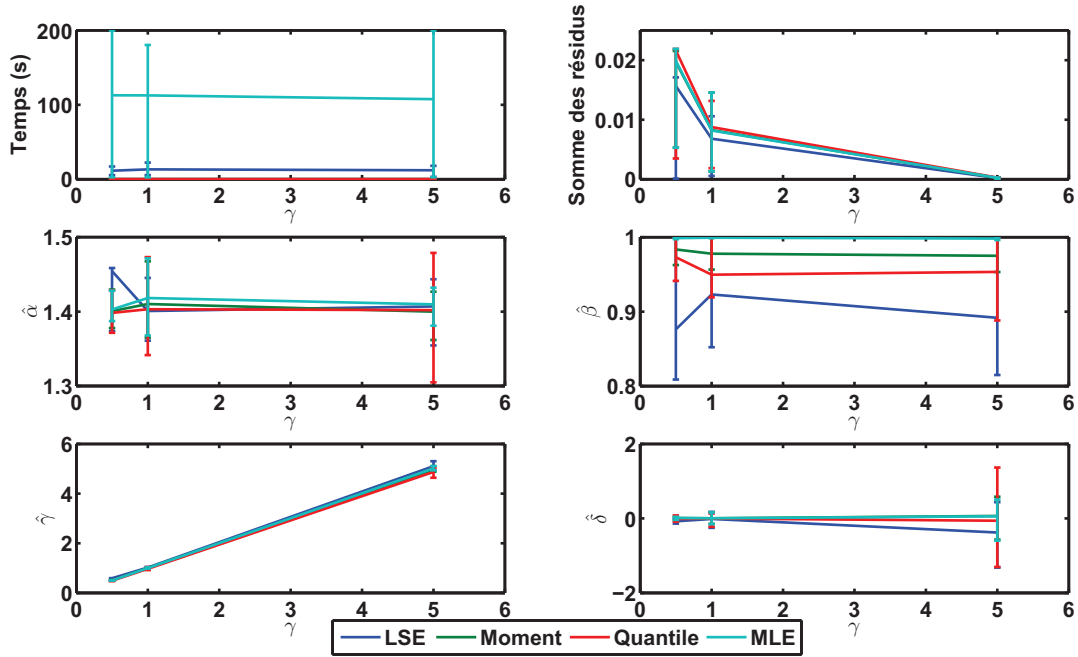 Temps (s)
200
100
0
0 1 2 3 4 5 6
γ
Somme des résidus
0.02
0.01
0
0 1 2 3 4 5 6
γ
α̂
1.5
1.4
1.3
0 1 2 3 4 5 6
γ
β̂
1
0.9
0.8
0 1 2 3 4 5 6
γ
γ̂
6
4
2
0
0 1 2 3 4 5 6
γ
δ̂
2
0
−2
0 1 2 3 4 5 6
γ
LSE Moment Quantile MLE